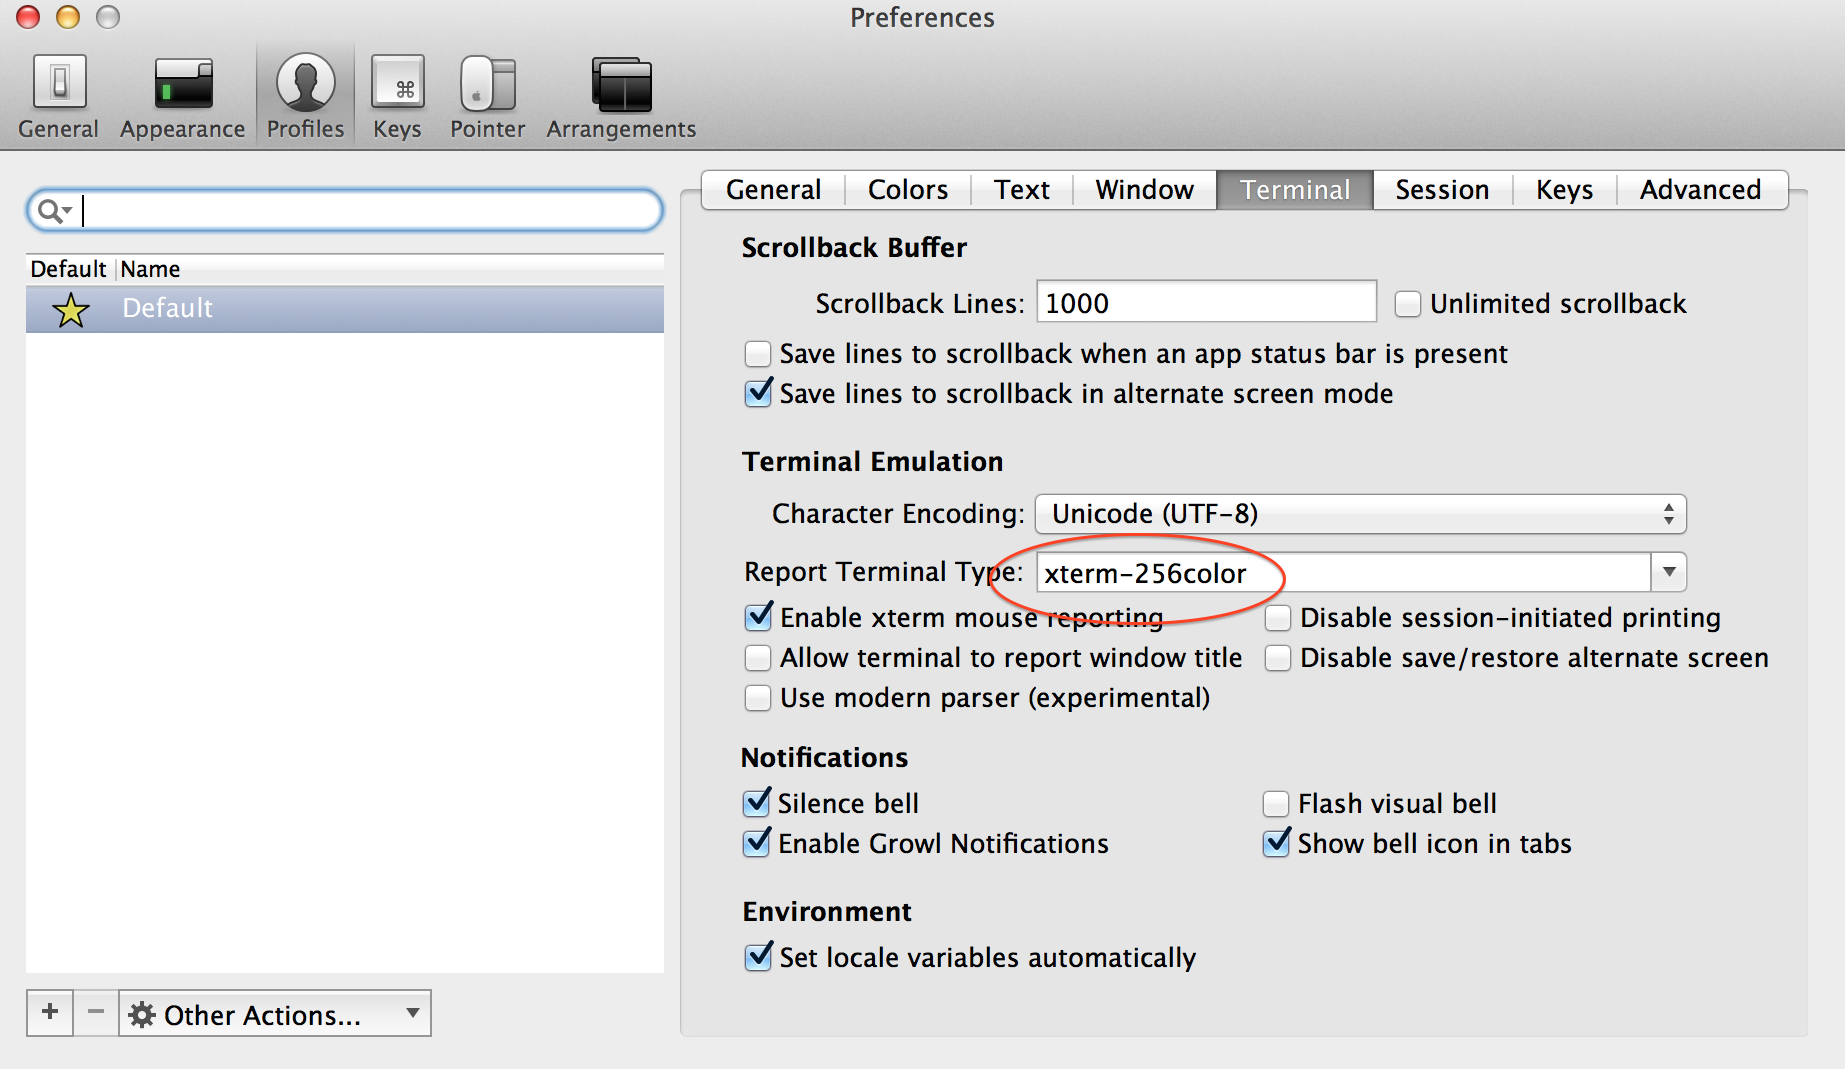 Preferences
General Appearance Profiles Keys Pointer Arrangements
Default Name
Default
+ − Other Actions...
General Colors Text Window Terminal Session Keys Advanced
Scrollback Buffer
Scrollback Lines: 1000 Unlimited scrollback
Save lines to scrollback when an app status bar is present
Save lines to scrollback in alternate screen mode
Terminal Emulation
Character Encoding: Unicode (UTF-8)
Report Terminal Type: xterm-256color
Enable xterm mouse reporting Disable session-initiated printing
Allow terminal to report window title Disable save/restore alternate screen
Use modern parser (experimental)
Notifications
Silence bell Flash visual bell
Enable Growl Notifications Show bell icon in tabs
Environment
Set locale variables automatically